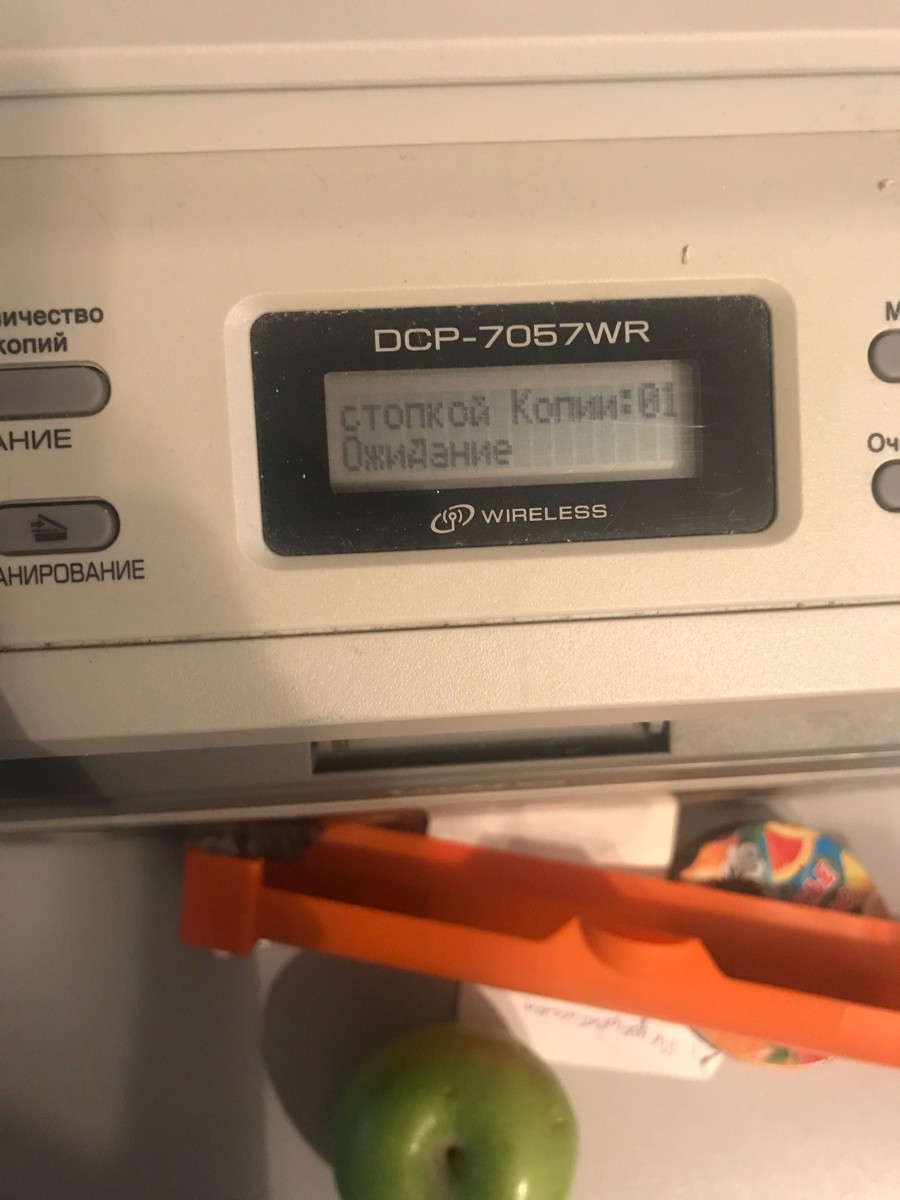 ичество
копий
М
DCP-7057WR
стопкой Копии:01
АНИЕ
Ожидание
Оч
WIRELESS
АНИРОВАНИЕ